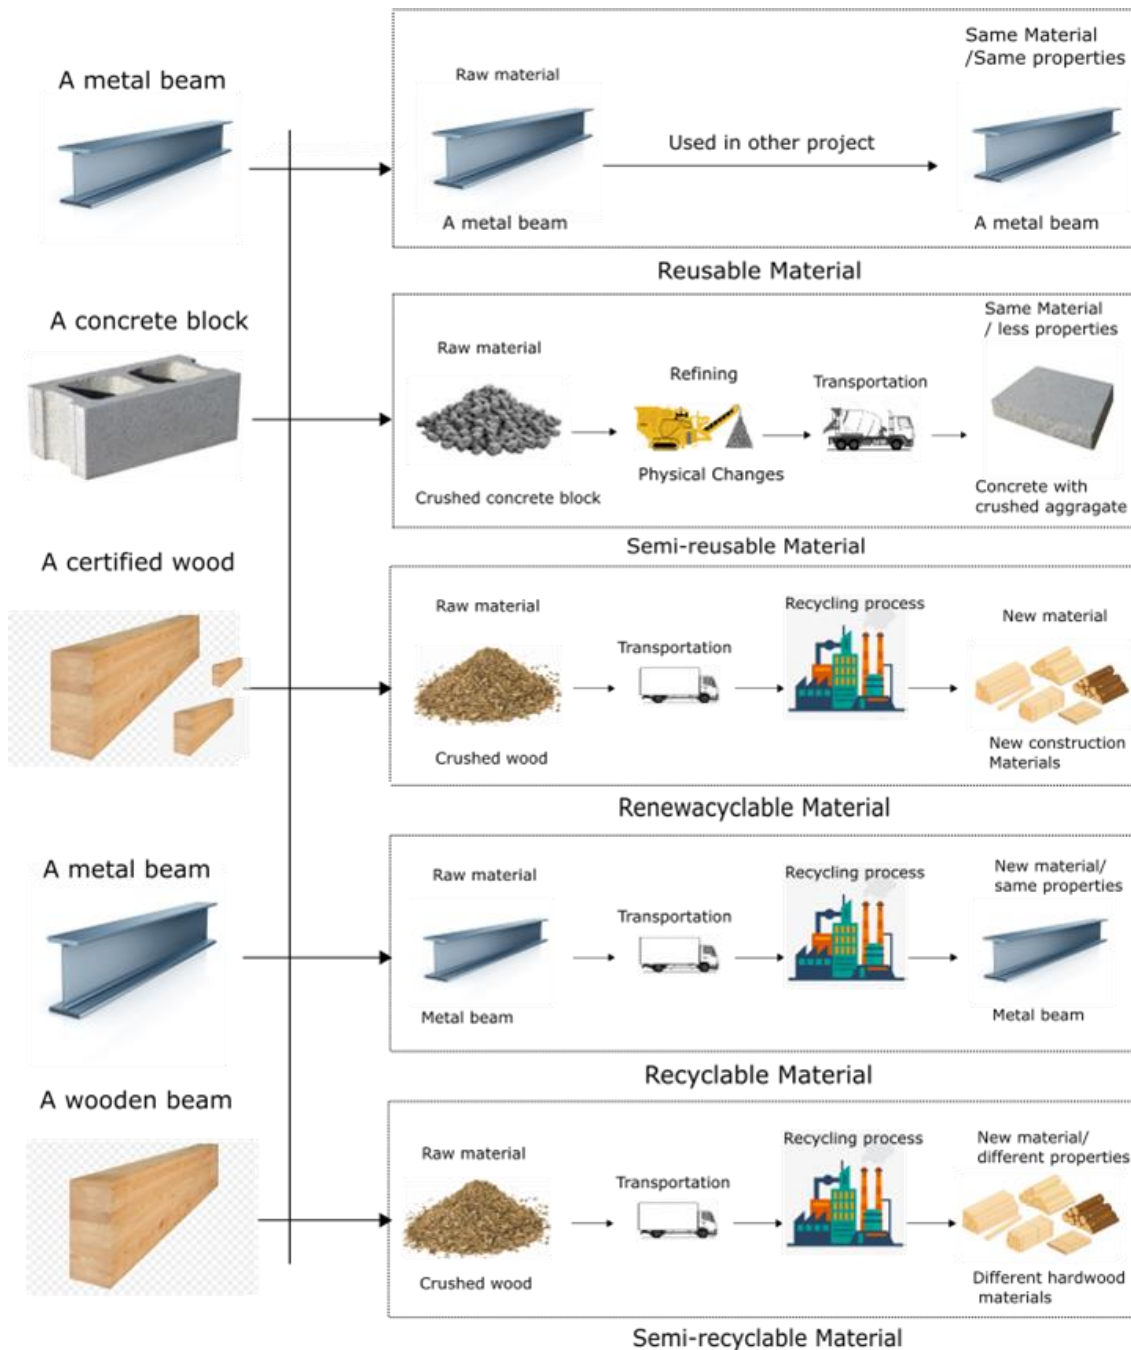 A metal beam
Raw material
A metal beam
Used in other project
Same Material
/Same properties
A metal beam
Reusable Material
A concrete block
Raw material
Crushed concrete block
Refining
Physical Changes
Transportation
Same Material
/ less properties
Concrete with
crushed aggragate
Semi-reusable Material
A certified wood
Raw material
Crushed wood
Transportation
Recycling process
New material
New construction
Materials
Renewacyclable Material
A metal beam
Raw material
Metal beam
Transportation
Recycling process
New material/
same properties
Metal beam
Recyclable Material
A wooden beam
Raw material
Crushed wood
Transportation
Recycling process
New material/
different properties
Different hardwood
materials
Semi-recyclable Material